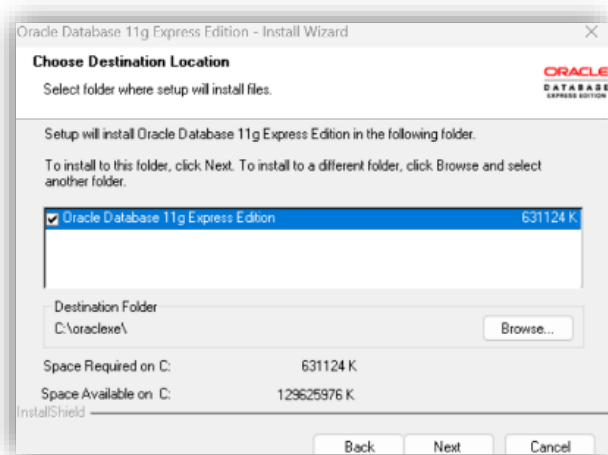 Oracle Database 11g Express Edition - Install Wizard
Choose Destination Location
Select folder where setup will install files.
ORACLE
DATABASE
EXPRESS EDITION
Setup will install Oracle Database 11g Express Edition in the following folder.
To install to this folder, click Next. To install to a different folder, click Browse and select
another folder.
Oracle Database 11g Express Edition 631124 K
Destination Folder
C:\oraclexe\ Browse...
Space Required on C: 631124 K
Space Available on C: 129625976 K
InstallShield
Back Next Cancel